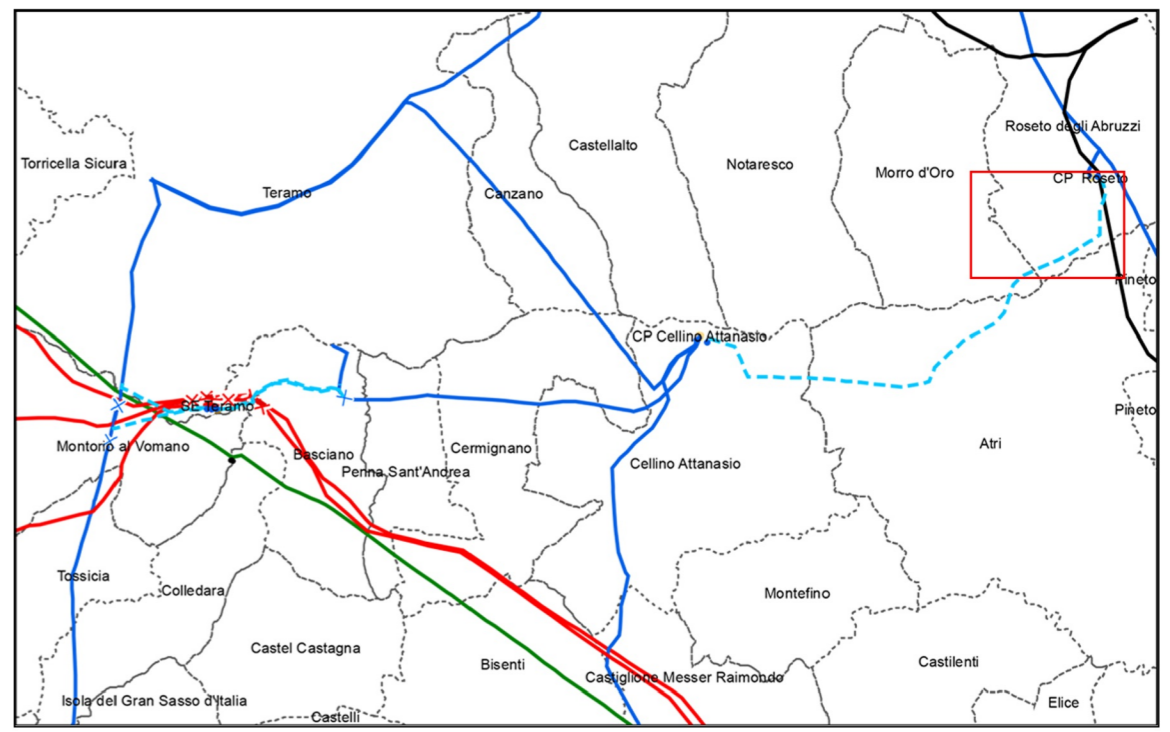 Roseto degli Abruzzi
Castellalto
Torricella Sicura
Notaresco
Morro d'Oro
CP Roseto
Teramo
Canzano
Pineto
CP Cellino Attanasio
SE Teramo
Pineto
Montorio al Vomano
Atri
Cermignano
Basciano
Cellino Attanasio
Penna Sant'Andrea
Tossicia
Colledara
Montefino
Castel Castagna
Bisenti
Castilenti
Castiglione Messer Raimondo
Isola del Gran Sasso d'Italia
Elice
Castelli